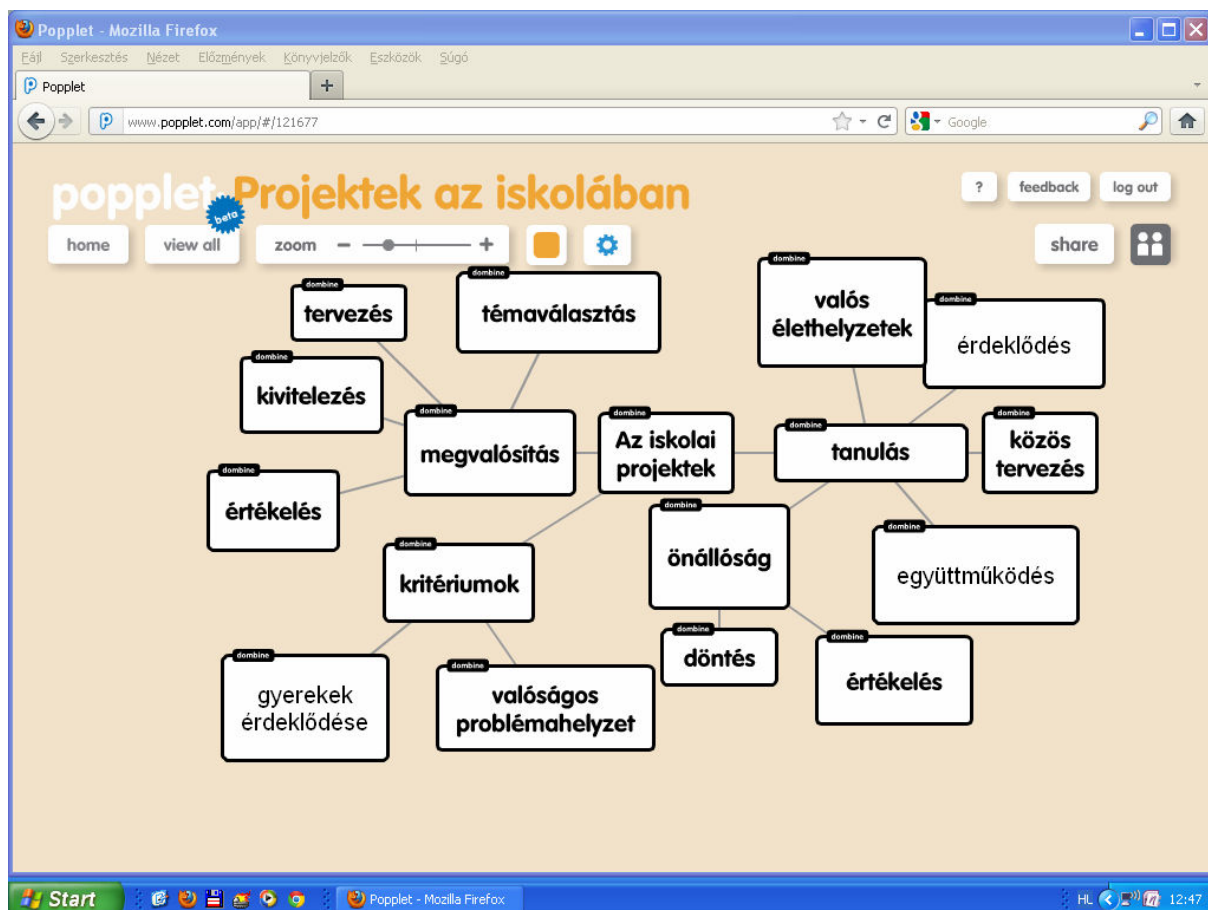 Popplet - Mozilla Firefox
Fájl Szerkesztés Nézet Előzmények Könyvjelzők Eszközök Súgó
Popplet
www.popplet.com/app/#/121677
Google
popplet
beta
Projektek az iskolában
? feedback log out
home view all zoom - +
share
dombine
tervezés
dombine
témaválasztás
dombine
valós
élethelyzetek
dombine
érdeklődés
dombine
kivitelezés
dombine
megvalósítás
dombine
Az iskolai
projektek
dombine
tanulás
dombine
közös
tervezés
dombine
értékelés
dombine
önállóság
dombine
kritériumok
dombine
együttműködés
dombine
döntés
dombine
értékelés
dombine
gyerekek
érdeklődése
dombine
valóságos
problémahelyzet
Start
Popplet - Mozilla Firefox
HL 12:47